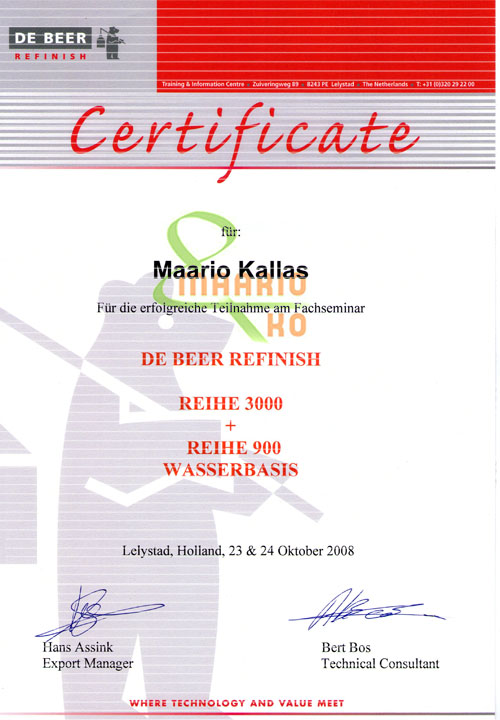 DE BEER
REFINISH
Training & Information Centre · Zuiveringweg 89 · 8243 PE Lelystad · The Netherlands · T: +31 (0)320 29 22 00
Certificate
für:
Maario Kallas
MAARIO
KO
Für die erfolgreiche Teilnahme am Fachseminar
DE BEER REFINISH
REIHE 3000
+
REIHE 900
WASSERBASIS
Lelystad, Holland, 23 & 24 Oktober 2008
Hans Assink
Export Manager
Bert Bos
Technical Consultant
WHERE TECHNOLOGY AND VALUE MEET